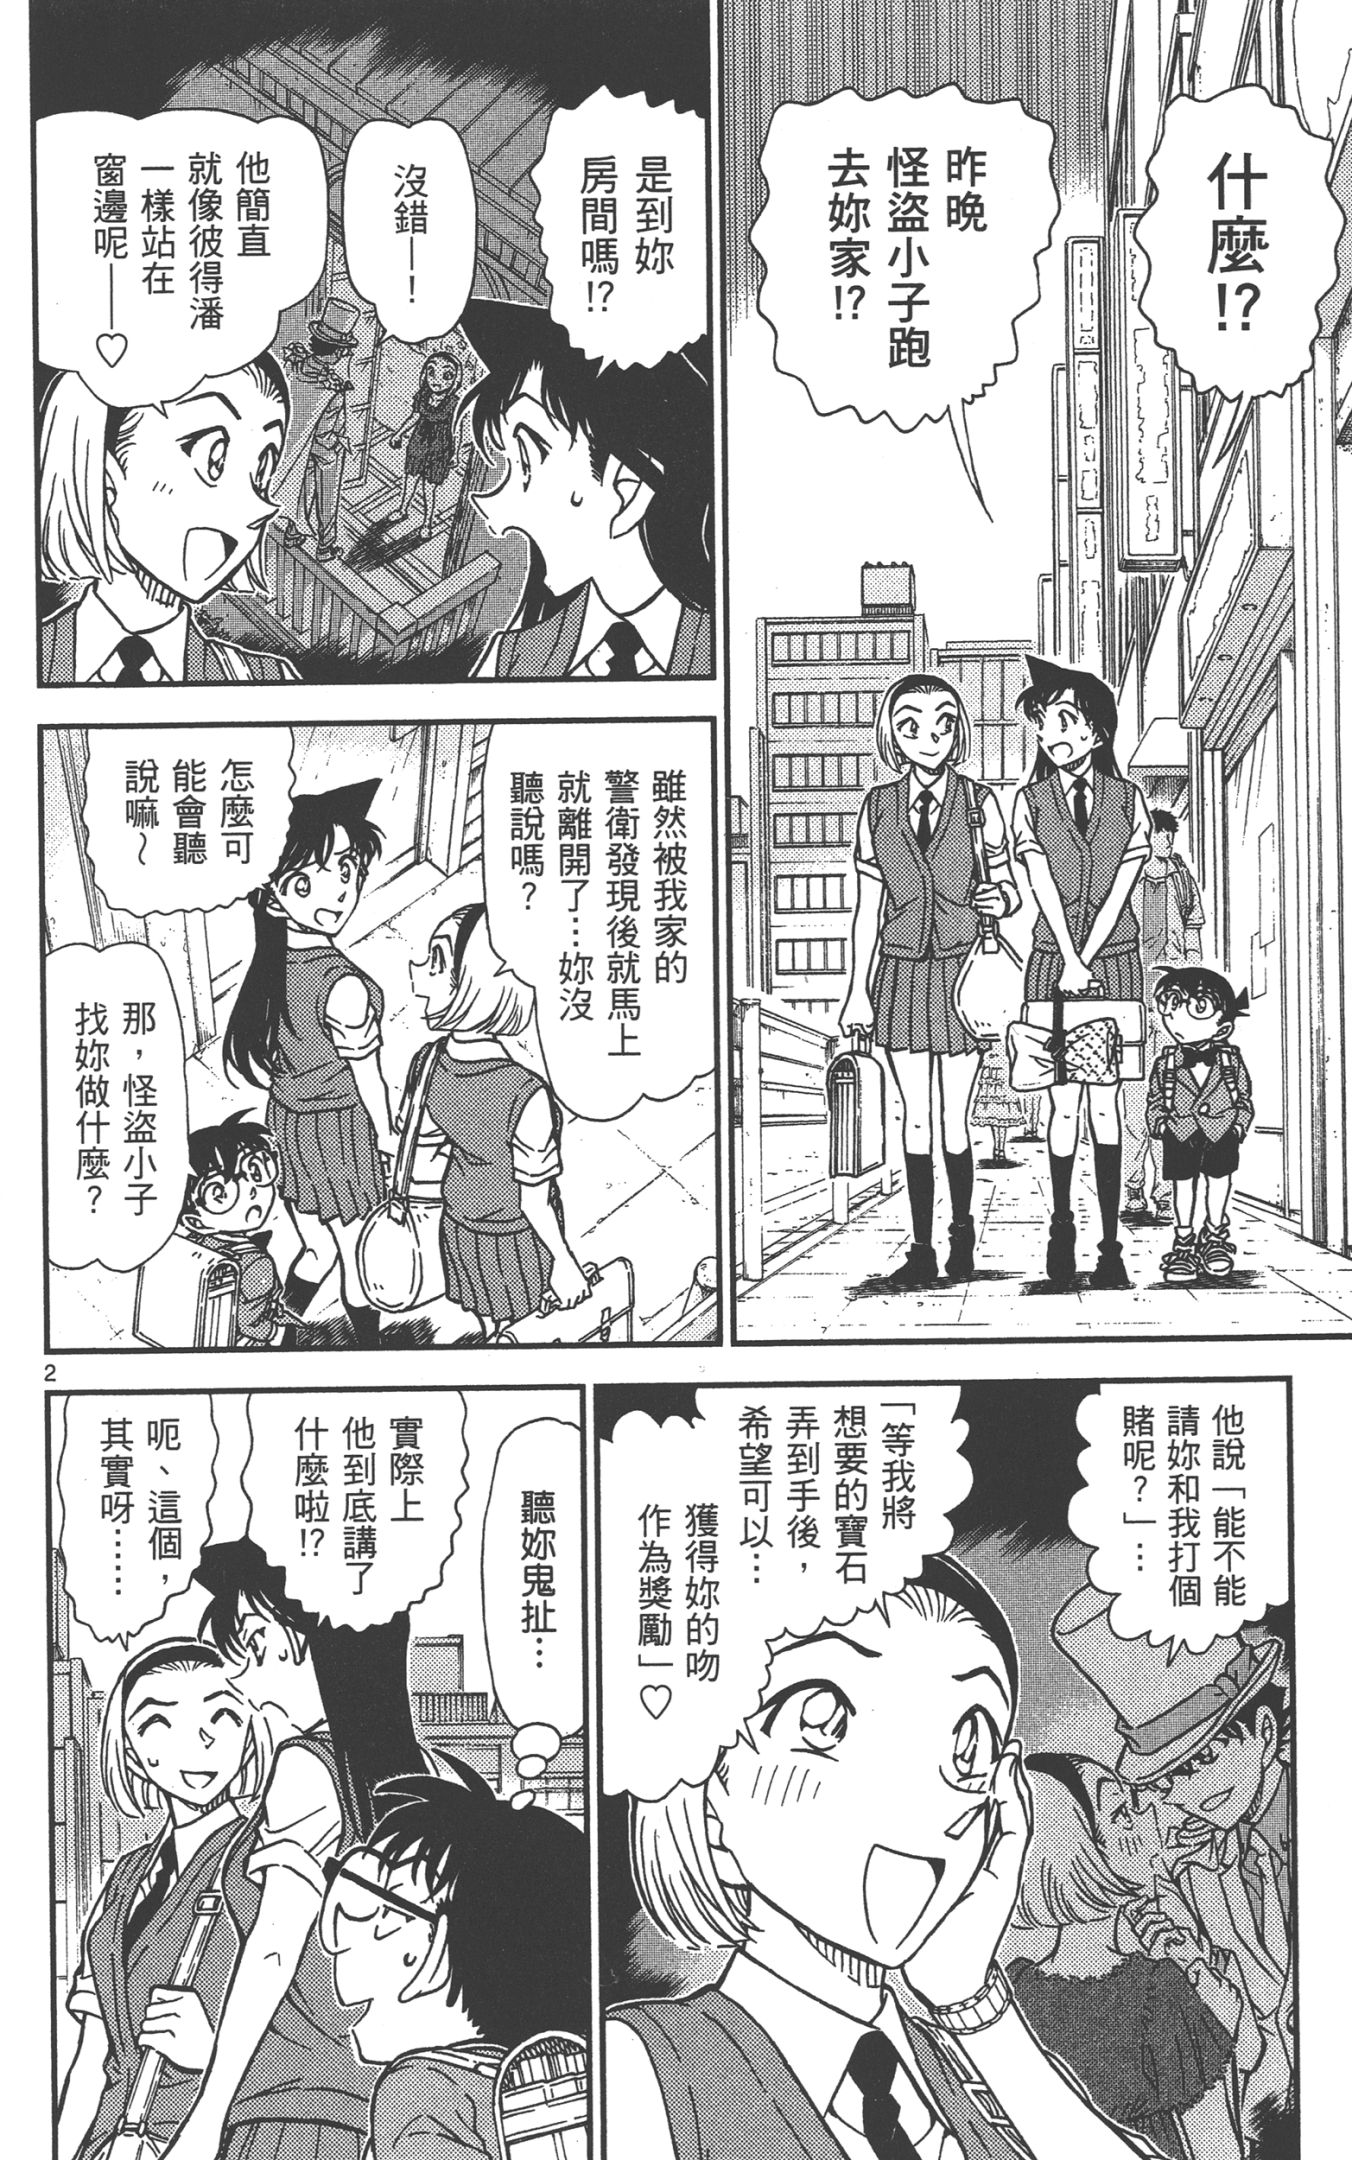 什麼!?
昨晚
怪盜小子跑
去妳家!?
是到妳
房間嗎!?
沒錯—!
他簡直
就像彼得潘
一樣站在
窗邊呢——♡
雖然被我家的
警衛發現後就馬上
就離開了…妳沒
聽說嗎？
怎麼可
能會聽
說嘛～
那，怪盜小子
找妳做什麼？
2
他說「能不能
請妳和我打個
賭呢？」…
「等我將
想要的寶石
弄到手後，
希望可以…
獲得妳的吻
作為獎勵」♡
聽妳鬼扯…
實際上
他到底講了
什麼啦!?
呃、這個，
其實呀……